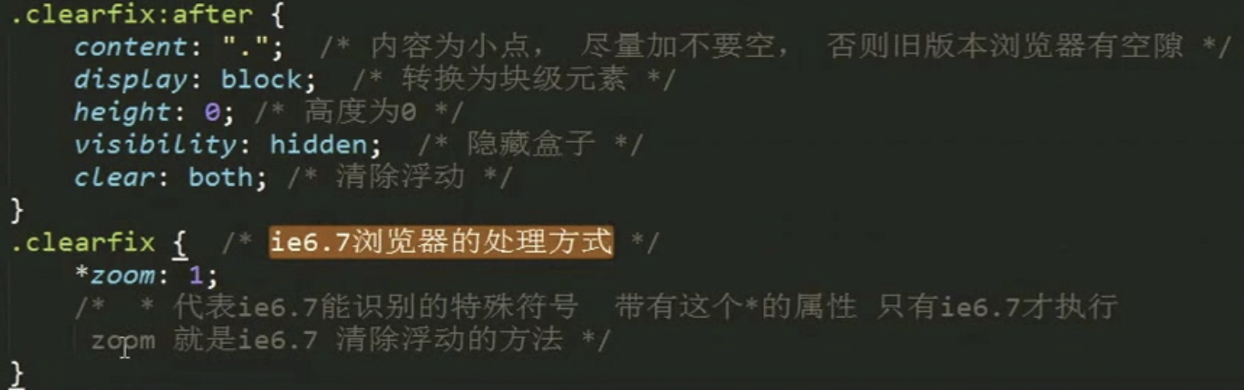 .clearfix:after {
    content: ".";  /* 内容为小点， 尽量加不要空， 否则旧版本浏览器有空隙 */
    display: block;  /* 转换为块级元素 */
    height: 0; /* 高度为0 */
    visibility: hidden;  /* 隐藏盒子 */
    clear: both; /* 清除浮动 */
}
.clearfix {  /* ie6.7浏览器的处理方式 */
    *zoom: 1;
    /*  * 代表ie6.7能识别的特殊符号  带有这个*的属性 只有ie6.7才执行
     zoom 就是ie6.7 清除浮动的方法 */
}